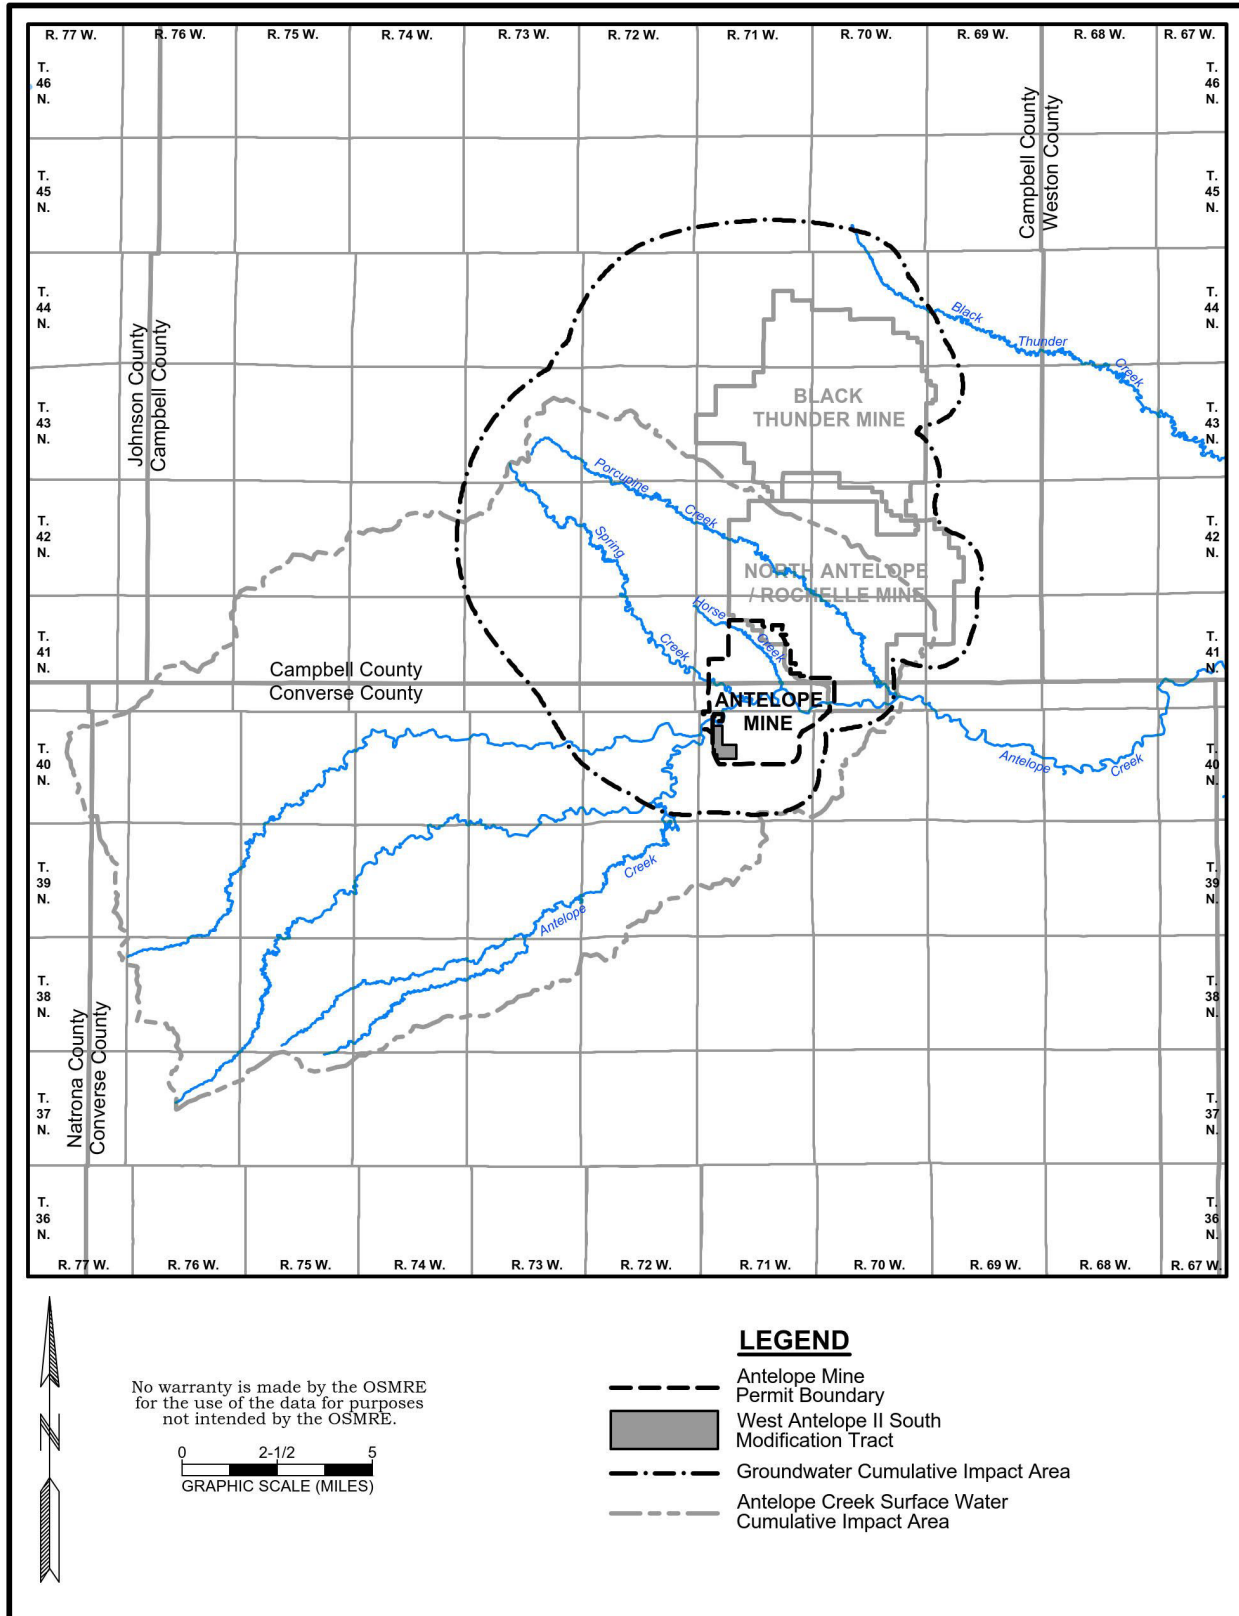 R. 77 W. R. 76 W. R. 75 W. R. 74 W. R. 73 W. R. 72 W. R. 71 W. R. 70 W. R. 69 W. R. 68 W. R. 67 W.
T.
46
N.
T.
46
N.
Campbell County
Weston County
T.
45
N.
T.
45
N.
T.
44
N.
T.
44
N.
Black
Thunder
Creek
Johnson County
Campbell County
BLACK
THUNDER MINE
T.
43
N.
T.
43
N.
Porcupine
Creek
T.
42
N.
T.
42
N.
Spring
Creek
NORTH ANTELOPE
/ ROCHELLE MINE
Horse
Creek
T.
41
N.
T.
41
N.
Campbell County
Converse County
ANTELOPE
MINE
T.
40
N.
T.
40
N.
Antelope
Creek
T.
39
N.
T.
39
N.
Creek
Antelope
T.
38
N.
T.
38
N.
Natrona County
Converse County
T.
37
N.
T.
37
N.
T.
36
N.
T.
36
N.
R. 77 W. R. 76 W. R. 75 W. R. 74 W. R. 73 W. R. 72 W. R. 71 W. R. 70 W. R. 69 W. R. 68 W. R. 67 W.
N
No warranty is made by the OSMRE
for the use of the data for purposes
not intended by the OSMRE.
0 2-1/2 5
GRAPHIC SCALE (MILES)
LEGEND
Antelope Mine
Permit Boundary
West Antelope II South
Modification Tract
Groundwater Cumulative Impact Area
Antelope Creek Surface Water
Cumulative Impact Area